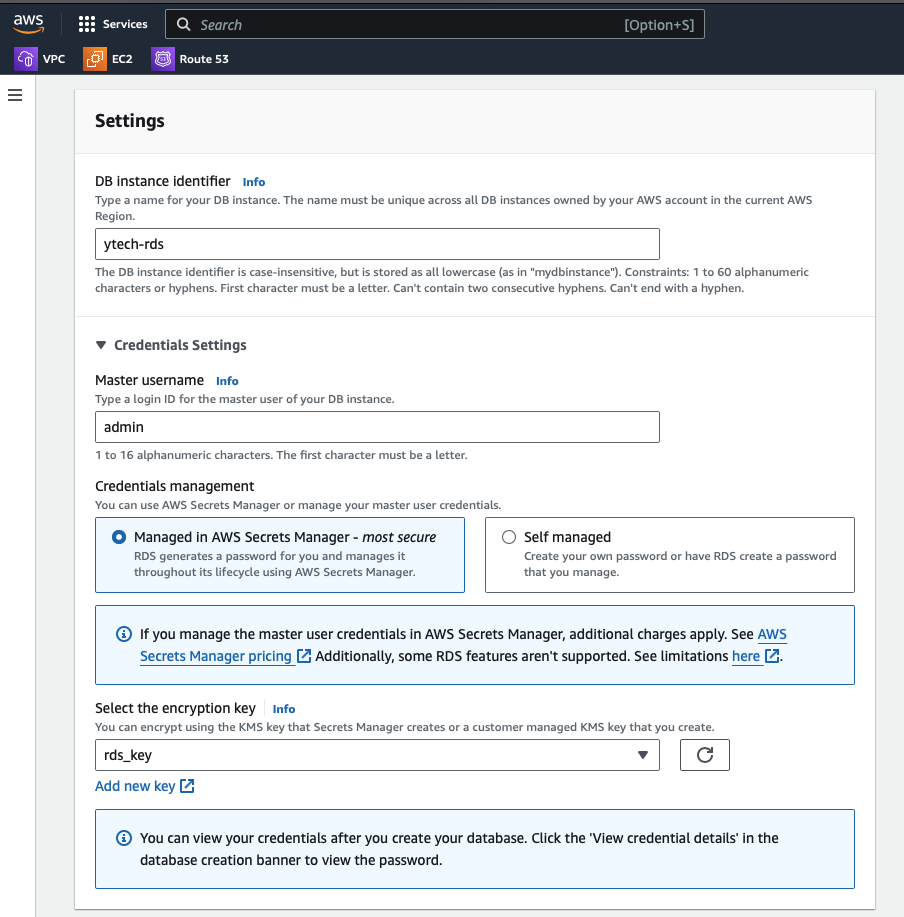 aws
Services
Search
[Option+S]
VPC
EC2
Route 53
Settings
DB instance identifier Info
Type a name for your DB instance. The name must be unique across all DB instances owned by your AWS account in the current AWS
Region.
ytech-rds
The DB instance identifier is case-insensitive, but is stored as all lowercase (as in "mydbinstance"). Constraints: 1 to 60 alphanumeric
characters or hyphens. First character must be a letter. Can't contain two consecutive hyphens. Can't end with a hyphen.
Credentials Settings
Master username Info
Type a login ID for the master user of your DB instance.
admin
1 to 16 alphanumeric characters. The first character must be a letter.
Credentials management
You can use AWS Secrets Manager or manage your master user credentials.
Managed in AWS Secrets Manager - most secure
RDS generates a password for you and manages it
throughout its lifecycle using AWS Secrets Manager.
Self managed
Create your own password or have RDS create a password
that you manage.
If you manage the master user credentials in AWS Secrets Manager, additional charges apply. See AWS
Secrets Manager pricing Additionally, some RDS features aren't supported. See limitations here.
Select the encryption key Info
You can encrypt using the KMS key that Secrets Manager creates or a customer managed KMS key that you create.
rds_key
Add new key
You can view your credentials after you create your database. Click the 'View credential details' in the
database creation banner to view the password.